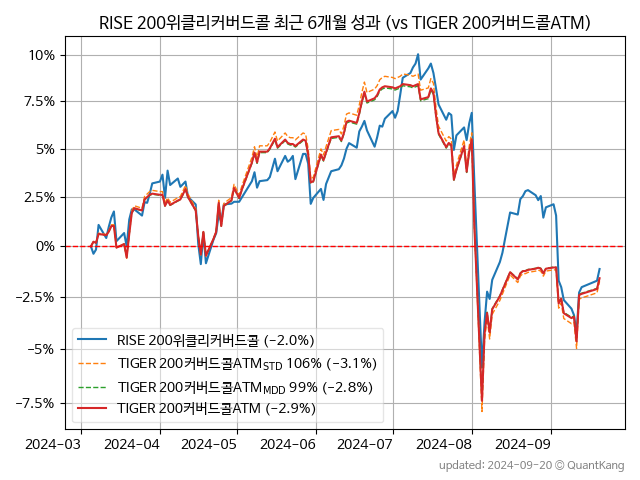 RISE 200위클리커버드콜 최근 6개월 성과 (vs TIGER 200커버드콜ATM)
10%
7.5%
5%
2.5%
0%
−2.5%
−5%
−7.5%
RISE 200위클리커버드콜 (−2.0%)
TIGER 200커버드콜ATM_STD 106% (−3.1%)
TIGER 200커버드콜ATM_MDD 99% (−2.8%)
TIGER 200커버드콜ATM (−2.9%)
2024-03 2024-04 2024-05 2024-06 2024-07 2024-08 2024-09
updated: 2024-09-20 © QuantKang